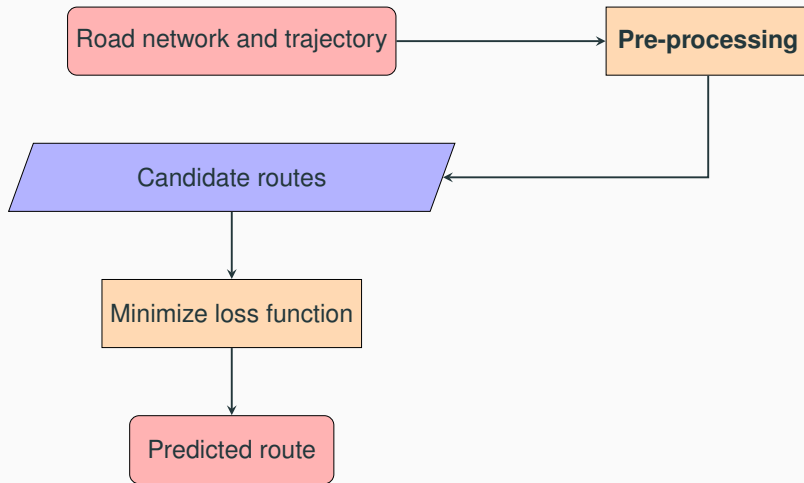 Road network and trajectory
Pre-processing
Candidate routes
Minimize loss function
Predicted route